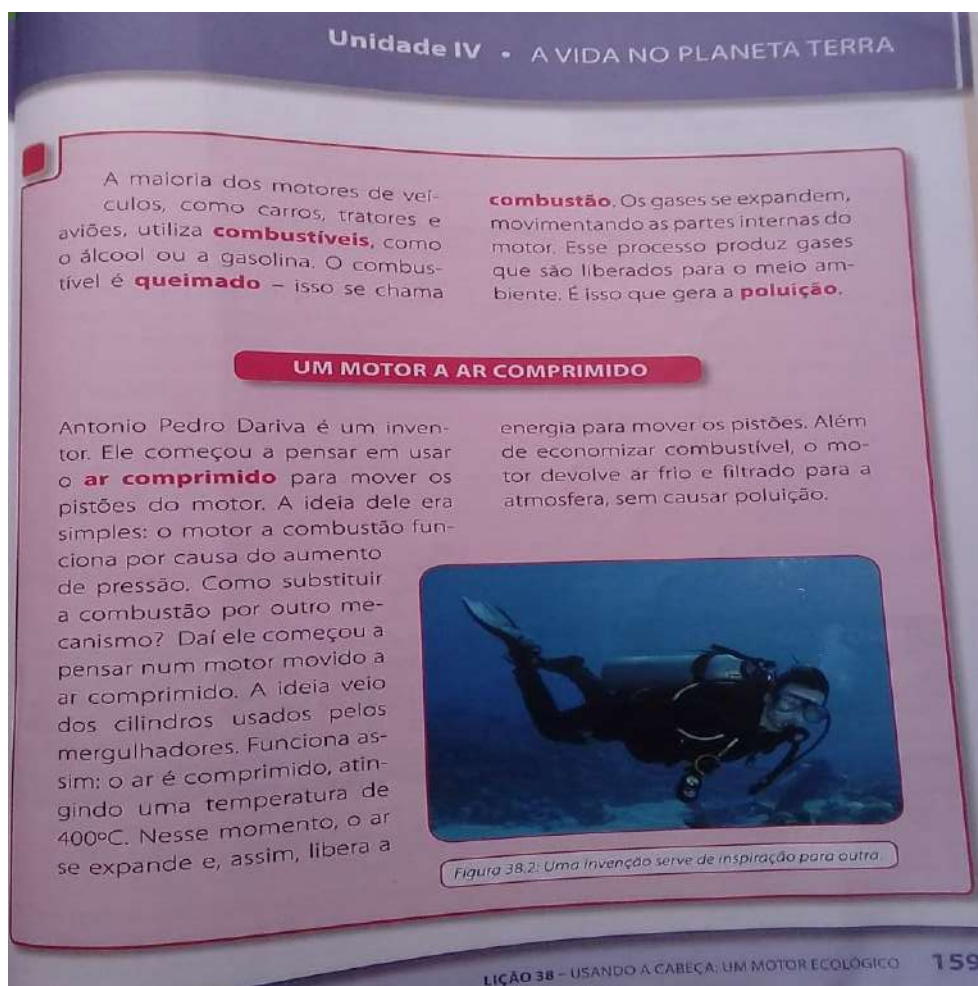 Unidade IV • A VIDA NO PLANETA TERRA
A maioria dos motores de veí-
culos, como carros, tratores e
aviões, utiliza combustíveis, como
o álcool ou a gasolina. O combus-
tível é queimado – isso se chama
combustão. Os gases se expandem,
movimentando as partes internas do
motor. Esse processo produz gases
que são liberados para o meio am-
biente. É isso que gera a poluição.
UM MOTOR A AR COMPRIMIDO
Antonio Pedro Dariva é um inven-
tor. Ele começou a pensar em usar
o ar comprimido para mover os
pistões do motor. A ideia dele era
simples: o motor a combustão fun-
ciona por causa do aumento
de pressão. Como substituir
a combustão por outro me-
canismo? Daí ele começou a
pensar num motor movido a
ar comprimido. A ideia veio
dos cilindros usados pelos
mergulhadores. Funciona as-
sim: o ar é comprimido, atin-
gindo uma temperatura de
400ºC. Nesse momento, o ar
se expande e, assim, libera a
energia para mover os pistões. Além
de economizar combustível, o mo-
tor devolve ar frio e filtrado para a
atmosfera, sem causar poluição.
Figura 38.2: Uma invenção serve de inspiração para outra.
LIÇÃO 38 – USANDO A CABEÇA: UM MOTOR ECOLÓGICO 159